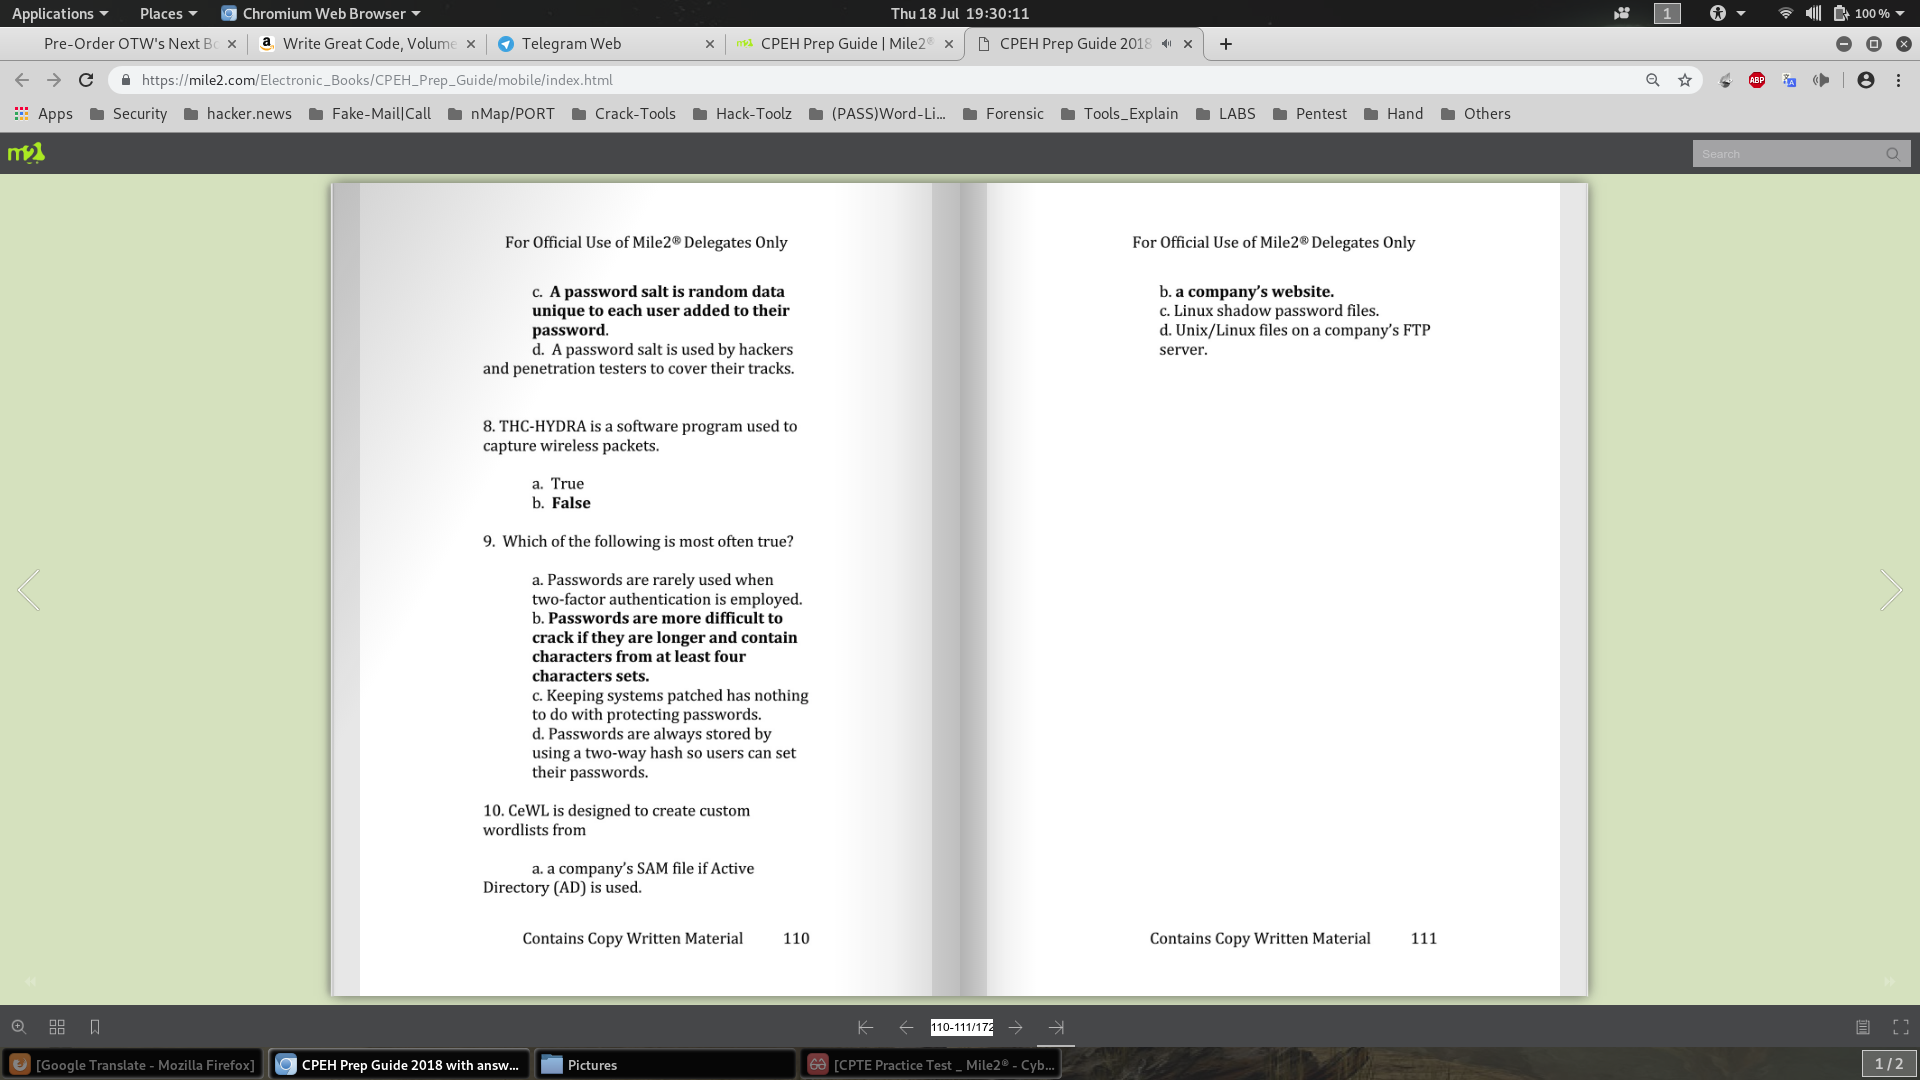 Applications Places Chromium Web Browser Thu 18 Jul 19:30:11 1 100 %
Pre-Order OTW's Next Bo Write Great Code, Volume Telegram Web CPEH Prep Guide | Mile2® CPEH Prep Guide 2018
https://mile2.com/Electronic_Books/CPEH_Prep_Guide/mobile/index.html ABP
Apps Security hacker.news Fake-Mail|Call nMap/PORT Crack-Tools Hack-Toolz (PASS)Word-Li... Forensic Tools_Explain LABS Pentest Hand Others
m2 Search
For Official Use of Mile2® Delegates Only
c. A password salt is random data
unique to each user added to their
password.
d. A password salt is used by hackers
and penetration testers to cover their tracks.
8. THC-HYDRA is a software program used to
capture wireless packets.
a. True
b. False
9. Which of the following is most often true?
a. Passwords are rarely used when
two-factor authentication is employed.
b. Passwords are more difficult to
crack if they are longer and contain
characters from at least four
characters sets.
c. Keeping systems patched has nothing
to do with protecting passwords.
d. Passwords are always stored by
using a two-way hash so users can set
their passwords.
10. CeWL is designed to create custom
wordlists from
a. a company's SAM file if Active
Directory (AD) is used.
Contains Copy Written Material 110
For Official Use of Mile2® Delegates Only
b. a company's website.
c. Linux shadow password files.
d. Unix/Linux files on a company's FTP
server.
Contains Copy Written Material 111
110-111/172
[Google Translate - Mozilla Firefox] CPEH Prep Guide 2018 with answ... Pictures [CPTE Practice Test _ Mile2® - Cyb... 1 / 2